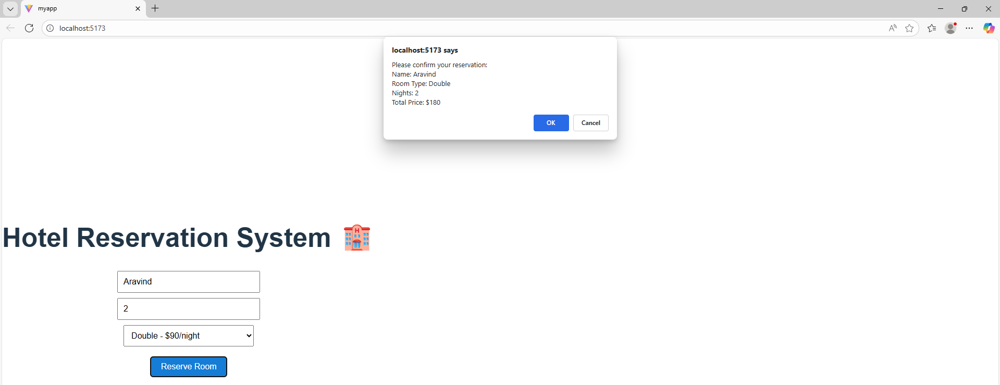 myapp
localhost:5173
localhost:5173 says
Please confirm your reservation:
Name: Aravind
Room Type: Double
Nights: 2
Total Price: $180
OK
Cancel
Hotel Reservation System
H
Aravind
2
Double - $90/night
Reserve Room